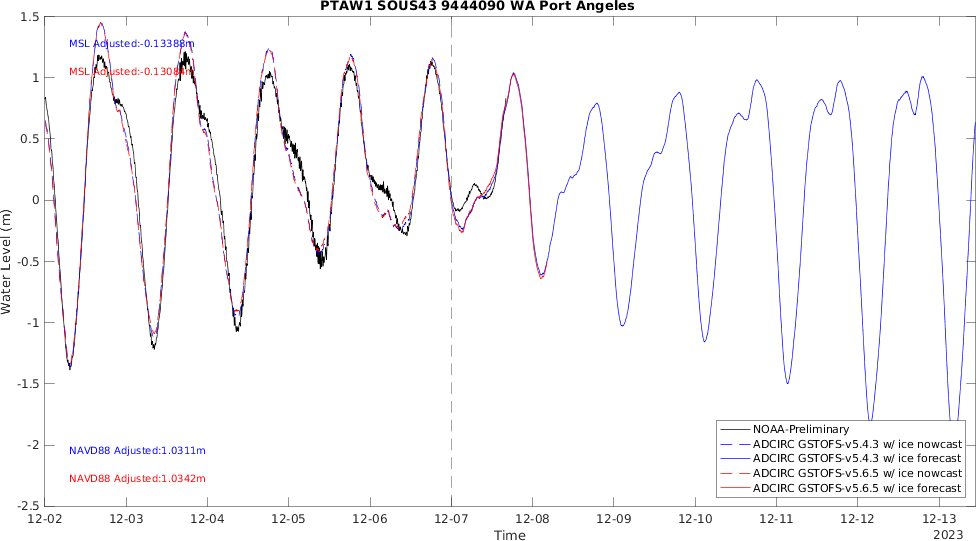 PTAW1 SOUS43 9444090 WA Port Angeles
1.5
1
0.5
0
-0.5
-1
-1.5
-2
-2.5
Water Level (m)
MSL Adjusted:-0.13388m
MSL Adjusted:-0.13084m
NAVD88 Adjusted:1.0311m
NAVD88 Adjusted:1.0342m
NOAA-Preliminary
ADCIRC GSTOFS-v5.4.3 w/ ice nowcast
ADCIRC GSTOFS-v5.4.3 w/ ice forecast
ADCIRC GSTOFS-v5.6.5 w/ ice nowcast
ADCIRC GSTOFS-v5.6.5 w/ ice forecast
12-02 12-03 12-04 12-05 12-06 12-07 12-08 12-09 12-10 12-11 12-12 12-13
Time
2023